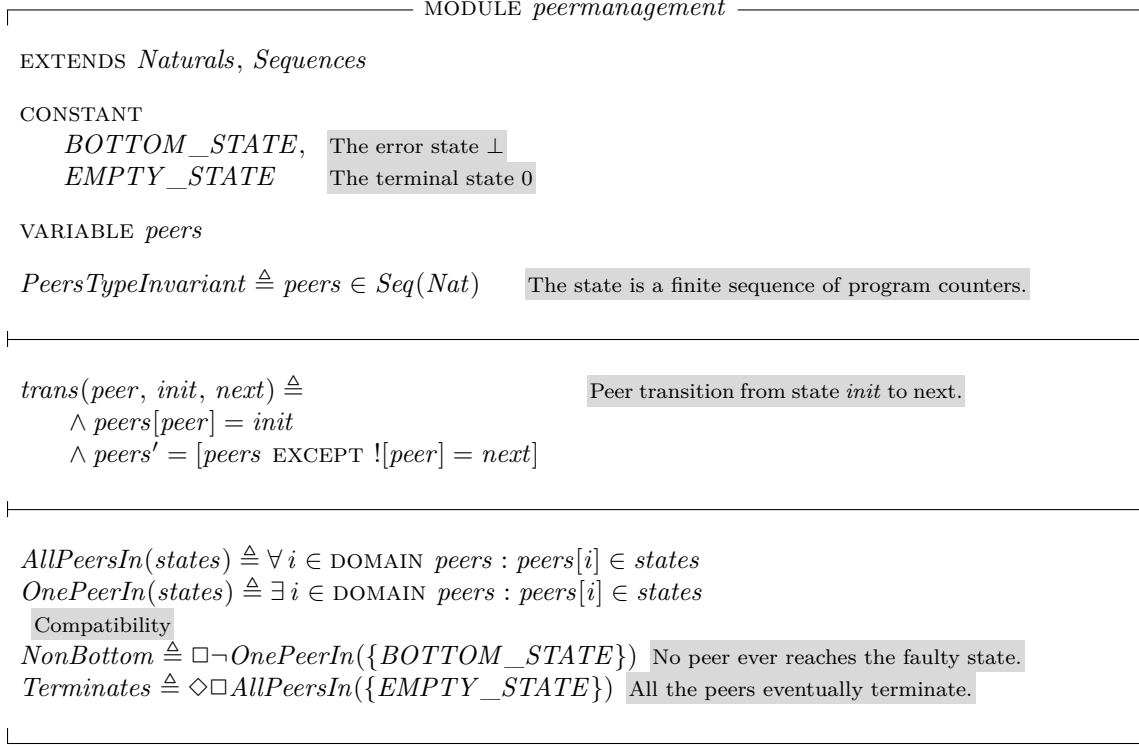 MODULE peermanagement
EXTENDS Naturals, Sequences
CONSTANT
BOTTOM_STATE, The error state ⊥
EMPTY_STATE The terminal state 0
VARIABLE peers
PeersTypeInvariant ≜ peers ∈ Seq(Nat) The state is a finite sequence of program counters.
trans(peer, init, next) ≜ Peer transition from state init to next.
∧ peers[peer] = init
∧ peers′ = [peers EXCEPT ![peer] = next]
AllPeersIn(states) ≜ ∀ i ∈ DOMAIN peers : peers[i] ∈ states
OnePeerIn(states) ≜ ∃ i ∈ DOMAIN peers : peers[i] ∈ states
Compatibility
NonBottom ≜ □¬OnePeerIn({BOTTOM_STATE}) No peer ever reaches the faulty state.
Terminates ≜ ◇□AllPeersIn({EMPTY_STATE}) All the peers eventually terminate.